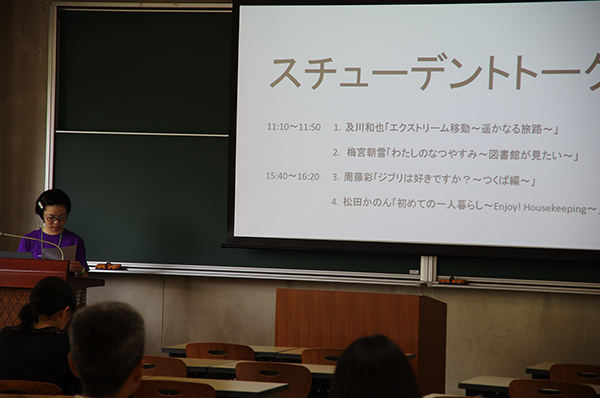 スチューデントトーク
11:10～11:50 1. 及川和也「エクストリーム移動～遥かなる旅路～」
2. 梅宮朝雪「わたしのなつやすみ～図書館が見たい～」
15:40～16:20 3. 周藤彩「ジブリは好きですか？～つくば編～」
4. 松田かのん「初めての一人暮らし～Enjoy! Housekeeping～